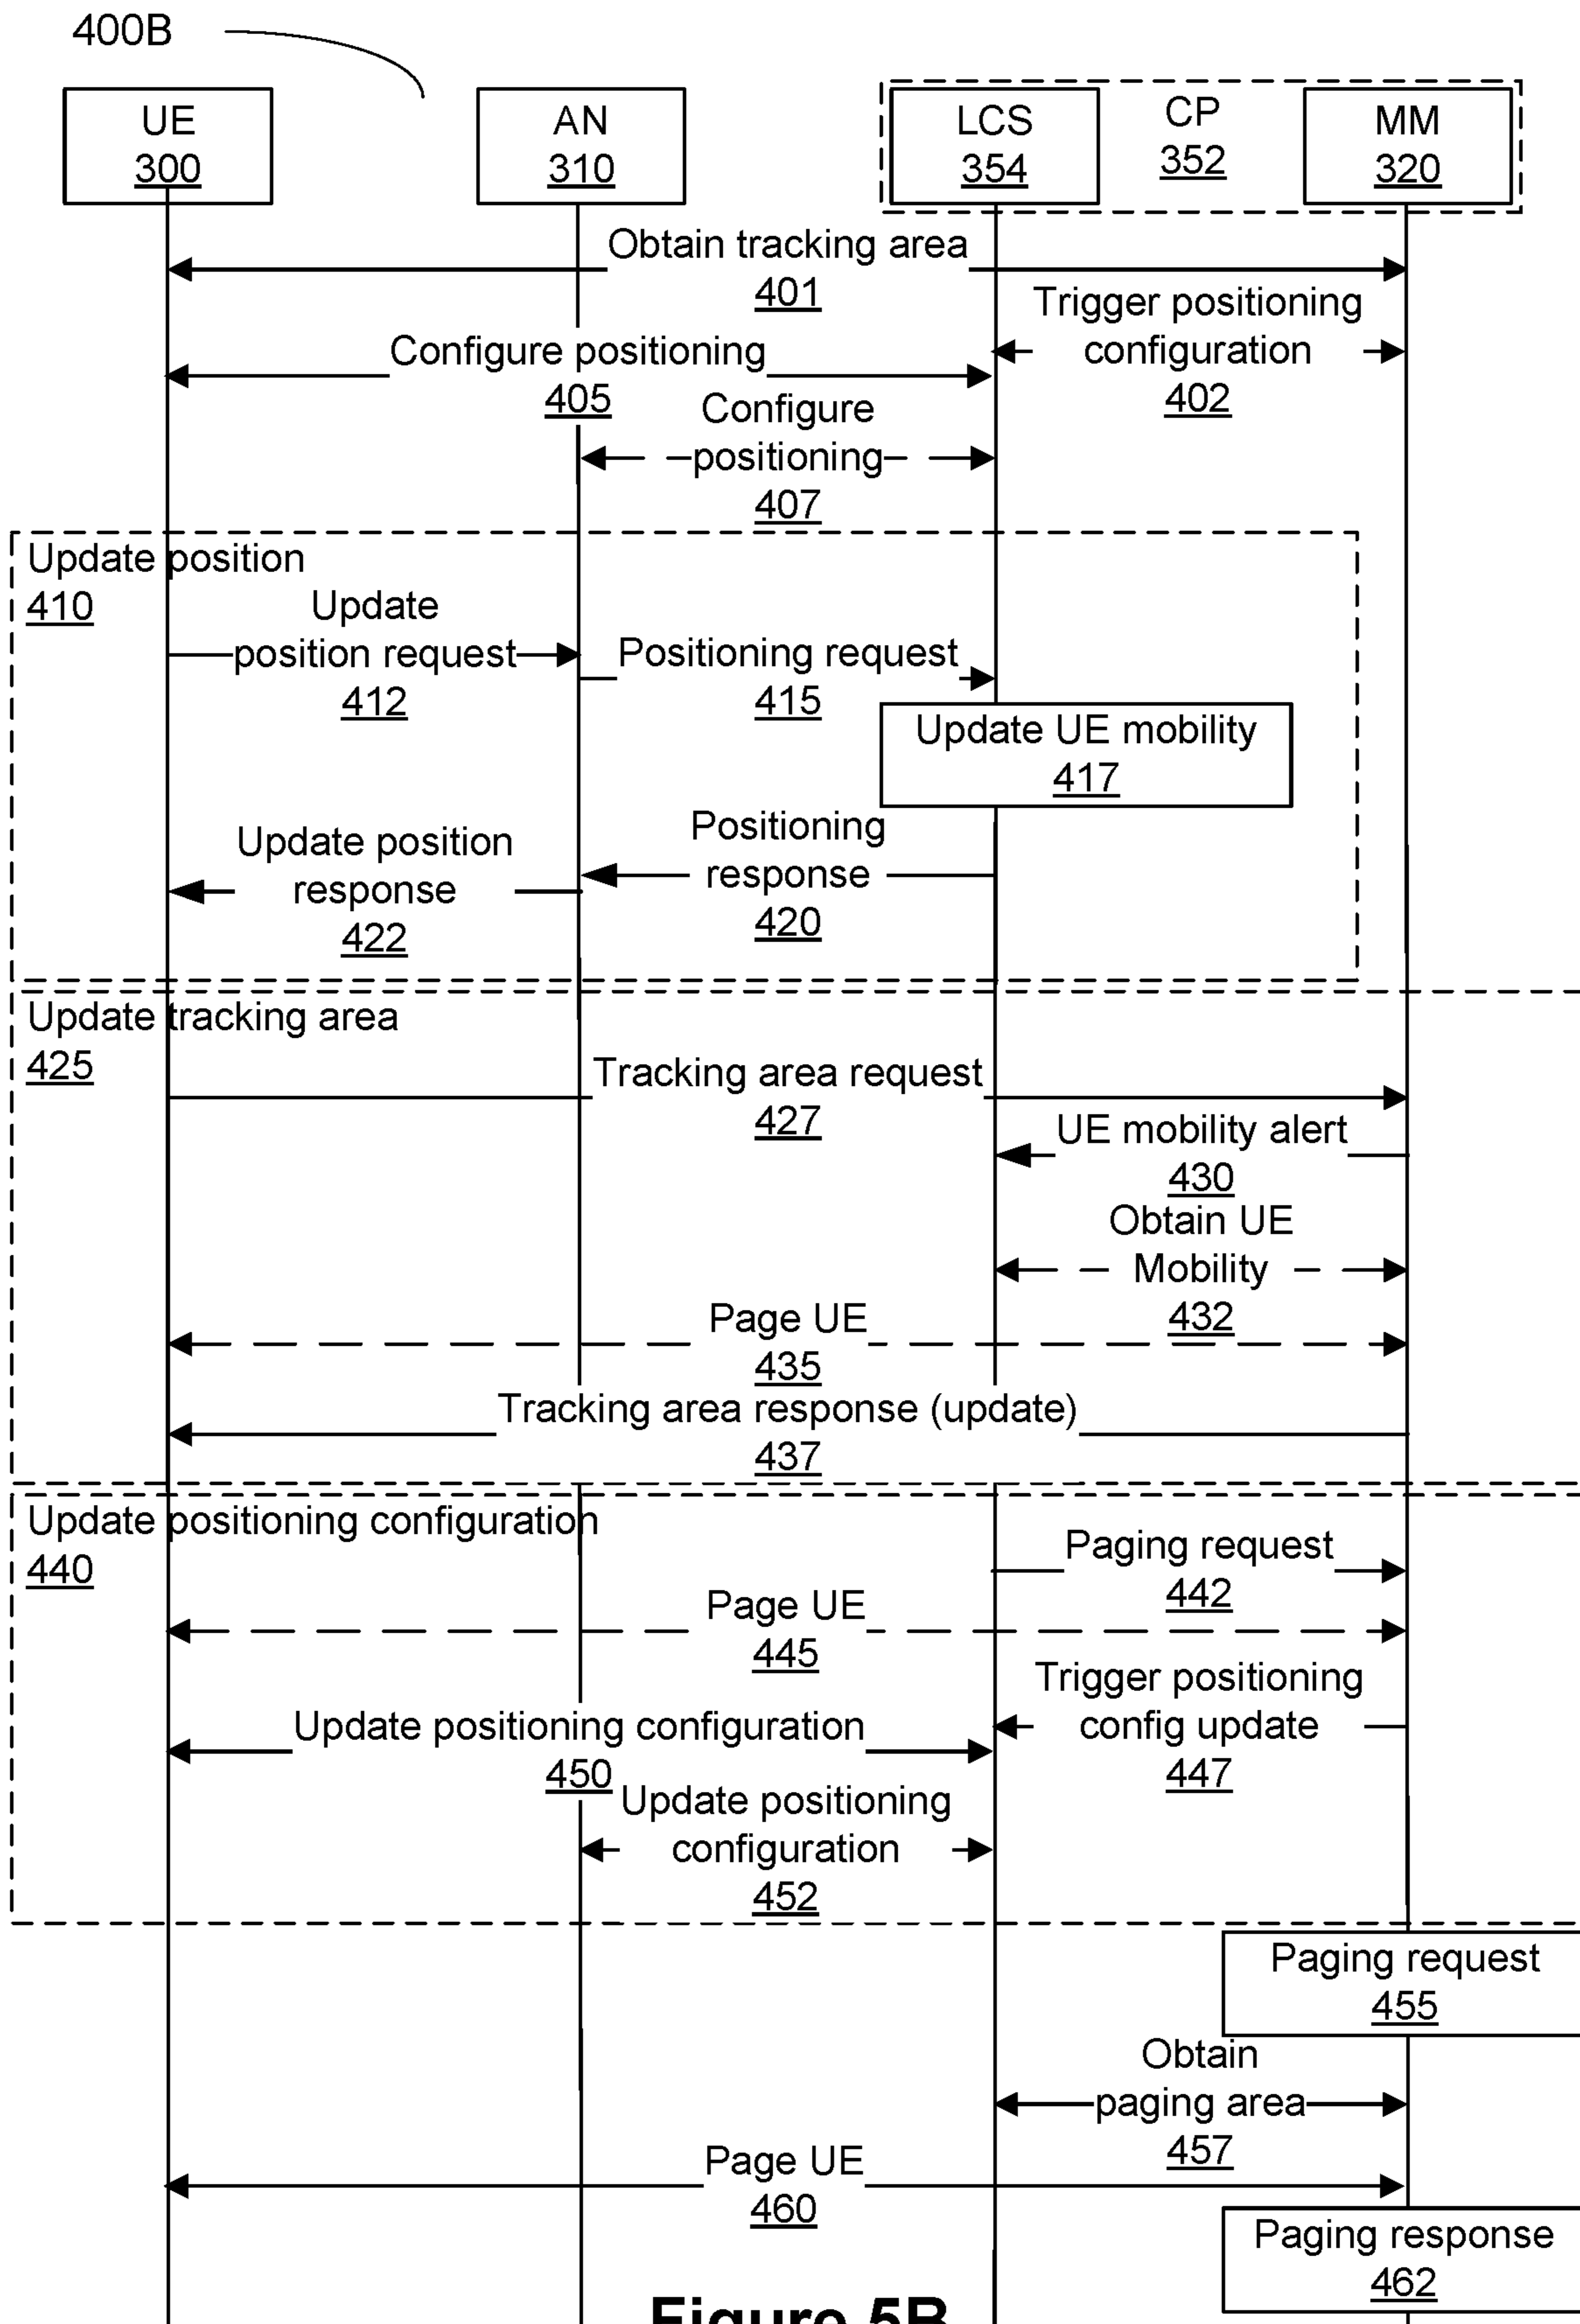 400B
UE
300
AN
310
LCS
354
CP
352
MM
320
Obtain tracking area
401
Trigger positioning
configuration
402
Configure positioning
405
Configure
positioning
407
Update position
410
Update
position request
412
Positioning request
415
Update UE mobility
417
Positioning
response
420
Update position
response
422
Update tracking area
425
Tracking area request
427
UE mobility alert
430
Obtain UE
Mobility
432
Page UE
435
Tracking area response (update)
437
Update positioning configuration
440
Paging request
442
Page UE
445
Trigger positioning
config update
447
Update positioning configuration
450
Update positioning
configuration
452
Paging request
455
Obtain
paging area
457
Page UE
460
Paging response
462
Figure 5B